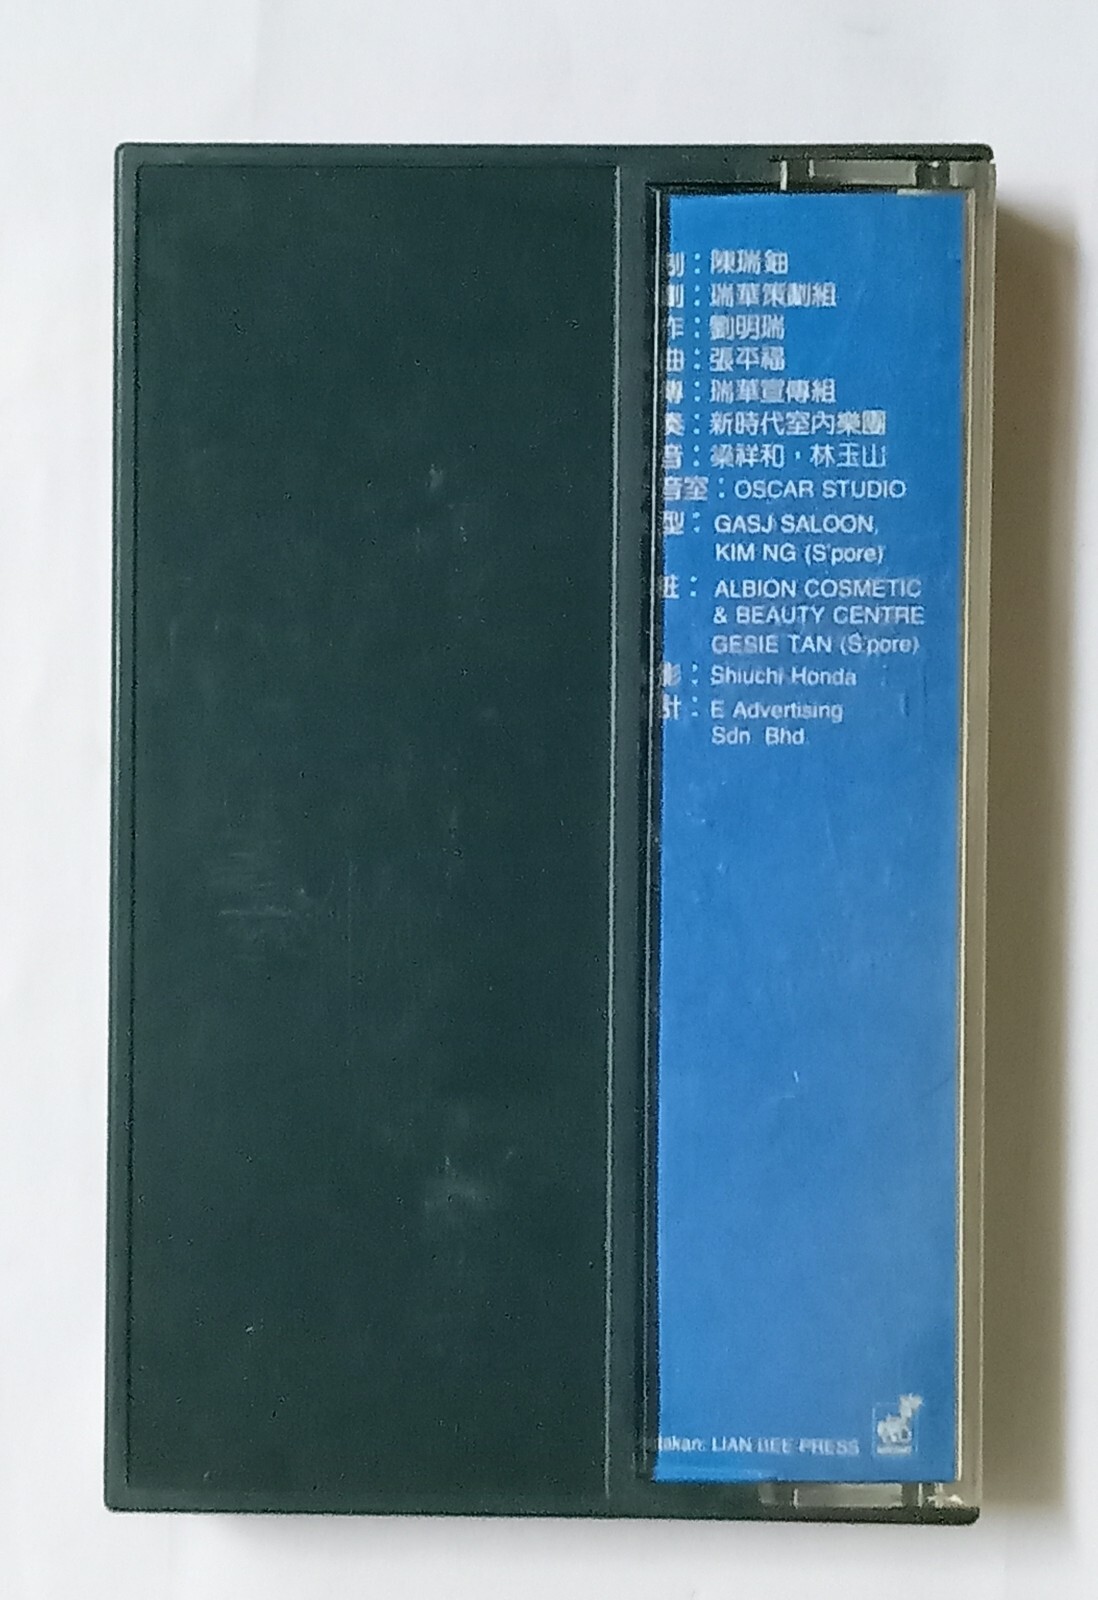 別：陳瑞鈿
劃：瑞華策劃組
作：劉明瑞
曲：張平福
傳：瑞華宣傳組
奏：新時代室內樂團
音：梁祥和，林玉山
音室：OSCAR STUDIO
型：GASJ SALOON,
KIM NG (S'pore)
粧：ALBION COSMETIC
& BEAUTY CENTRE
GESIE TAN (S'pore)
影：Shiuchi Honda
計：E Advertising
Sdn Bhd.
takan: LIAN BEE PRESS